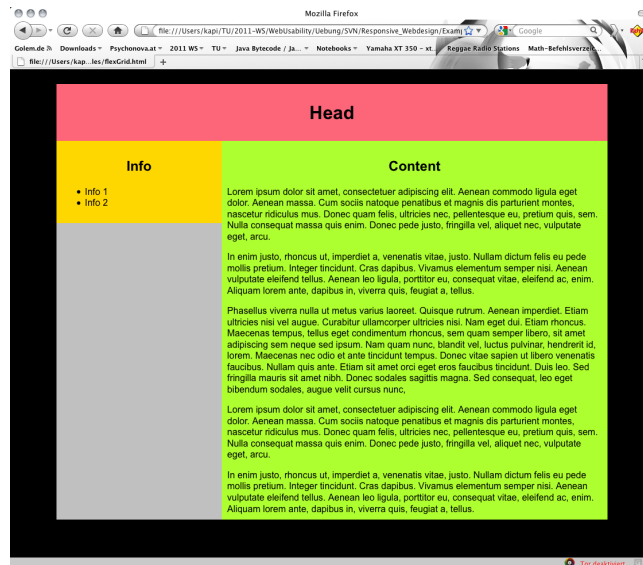 Mozilla Firefox
file:///Users/kapi/TU/2011-WS/WebUsability/Uebung/SVN/Responsive_Webdesign/Examp
Google
Golem.de Downloads Psychonova.at 2011 WS TU Java Bytecode / Ja... Notebooks Yamaha XT 350 – xt... Reggae Radio Stations Math-Befehlsverzeic...
file:///Users/kap...les/flexGrid.html +
Head
Info
• Info 1
• Info 2
Content
Lorem ipsum dolor sit amet, consectetuer adipiscing elit. Aenean commodo ligula eget
dolor. Aenean massa. Cum sociis natoque penatibus et magnis dis parturient montes,
nascetur ridiculus mus. Donec quam felis, ultricies nec, pellentesque eu, pretium quis, sem.
Nulla consequat massa quis enim. Donec pede justo, fringilla vel, aliquet nec, vulputate
eget, arcu.
In enim justo, rhoncus ut, imperdiet a, venenatis vitae, justo. Nullam dictum felis eu pede
mollis pretium. Integer tincidunt. Cras dapibus. Vivamus elementum semper nisi. Aenean
vulputate eleifend tellus. Aenean leo ligula, porttitor eu, consequat vitae, eleifend ac, enim.
Aliquam lorem ante, dapibus in, viverra quis, feugiat a, tellus.
Phasellus viverra nulla ut metus varius laoreet. Quisque rutrum. Aenean imperdiet. Etiam
ultricies nisi vel augue. Curabitur ullamcorper ultricies nisi. Nam eget dui. Etiam rhoncus.
Maecenas tempus, tellus eget condimentum rhoncus, sem quam semper libero, sit amet
adipiscing sem neque sed ipsum. Nam quam nunc, blandit vel, luctus pulvinar, hendrerit id,
lorem. Maecenas nec odio et ante tincidunt tempus. Donec vitae sapien ut libero venenatis
faucibus. Nullam quis ante. Etiam sit amet orci eget eros faucibus tincidunt. Duis leo. Sed
fringilla mauris sit amet nibh. Donec sodales sagittis magna. Sed consequat, leo eget
bibendum sodales, augue velit cursus nunc,
Lorem ipsum dolor sit amet, consectetuer adipiscing elit. Aenean commodo ligula eget
dolor. Aenean massa. Cum sociis natoque penatibus et magnis dis parturient montes,
nascetur ridiculus mus. Donec quam felis, ultricies nec, pellentesque eu, pretium quis, sem.
Nulla consequat massa quis enim. Donec pede justo, fringilla vel, aliquet nec, vulputate
eget, arcu.
In enim justo, rhoncus ut, imperdiet a, venenatis vitae, justo. Nullam dictum felis eu pede
mollis pretium. Integer tincidunt. Cras dapibus. Vivamus elementum semper nisi. Aenean
vulputate eleifend tellus. Aenean leo ligula, porttitor eu, consequat vitae, eleifend ac, enim.
Aliquam lorem ante, dapibus in, viverra quis, feugiat a, tellus.
Tor deaktiviert